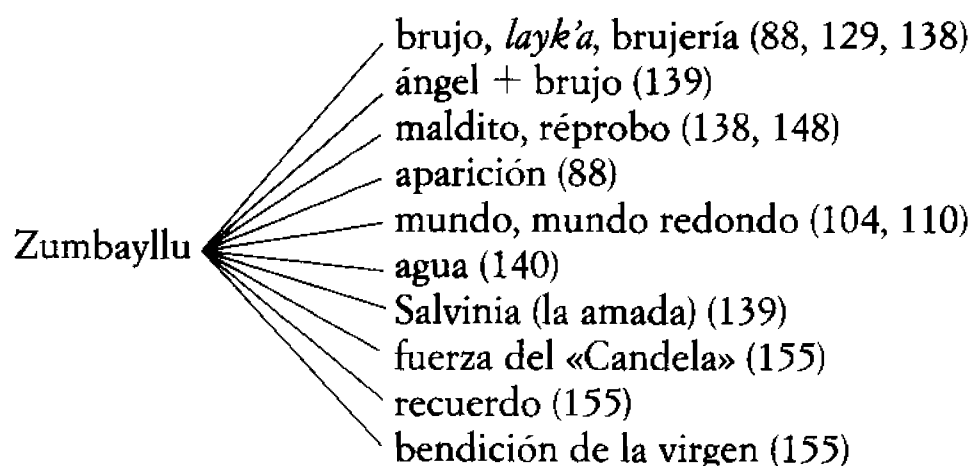 brujo, layk'a, brujería (88, 129, 138)
ángel + brujo (139)
maldito, réprobo (138, 148)
aparición (88)
mundo, mundo redondo (104, 110)
Zumbayllu
agua (140)
Salvinia (la amada) (139)
fuerza del «Candela» (155)
recuerdo (155)
bendición de la virgen (155)